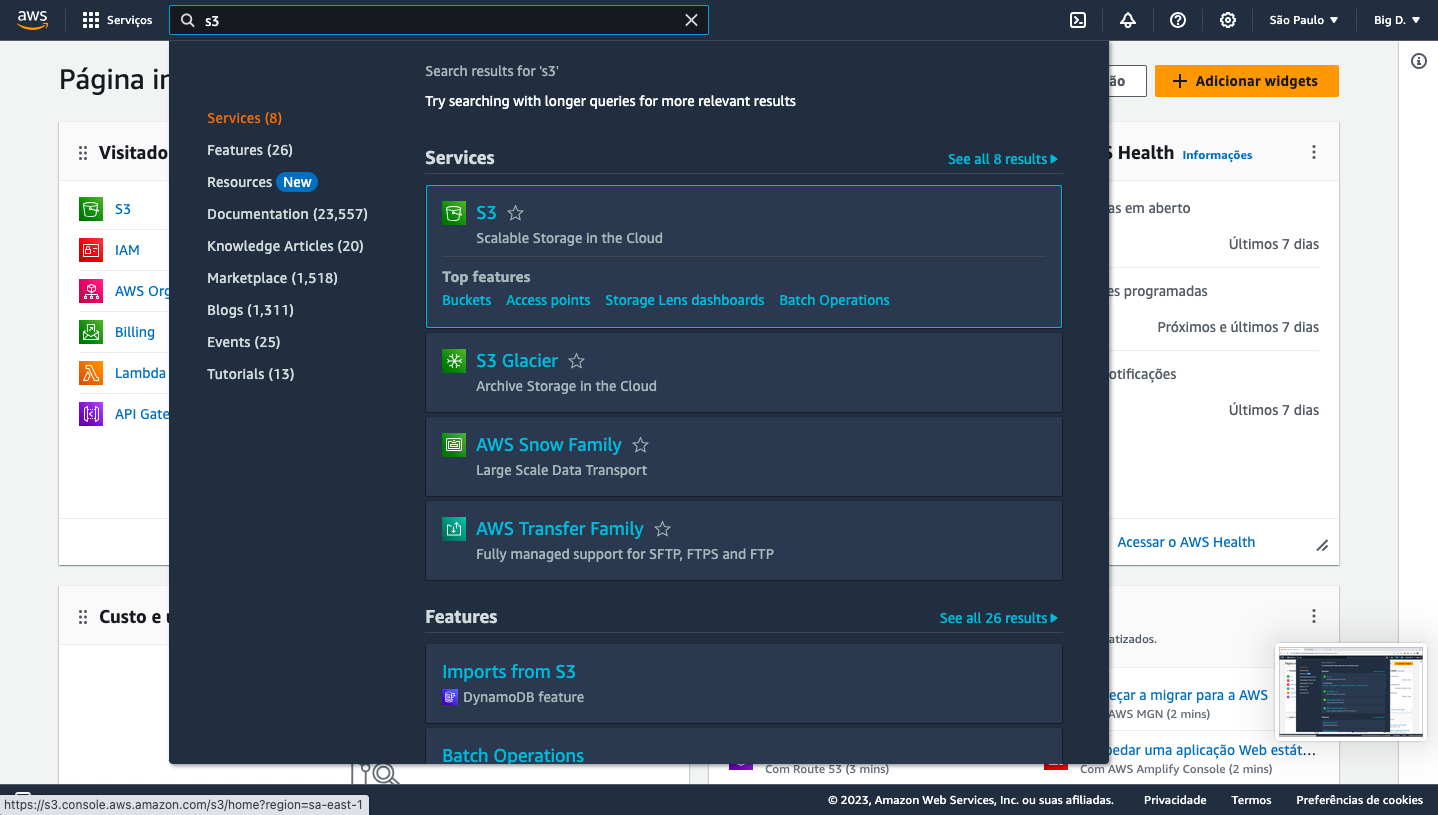 aws
Serviços
s3
São Paulo
Big D.
Página in
ão
Adicionar widgets
Search results for 's3'
Try searching with longer queries for more relevant results
Services (8)
Features (26)
Resources New
Documentation (23,557)
Knowledge Articles (20)
Marketplace (1,518)
Blogs (1,311)
Events (25)
Tutorials (13)
Services
See all 8 results
S3
Scalable Storage in the Cloud
Top features
Buckets Access points Storage Lens dashboards Batch Operations
S3 Glacier
Archive Storage in the Cloud
AWS Snow Family
Large Scale Data Transport
AWS Transfer Family
Fully managed support for SFTP, FTPS and FTP
Features
See all 26 results
Imports from S3
DynamoDB feature
Batch Operations
Visitado
S3
IAM
AWS Org
Billing
Lambda
API Gate
Custo e u
S Health Informações
as em aberto
Últimos 7 dias
es programadas
Próximos e últimos 7 dias
otificações
Últimos 7 dias
Acessar o AWS Health
atizados.
eçar a migrar para a AWS
AWS MGN (2 mins)
pedar uma aplicação Web estát...
Com Route 53 (3 mins)
Com AWS Amplify Console (2 mins)
https://s3.console.aws.amazon.com/s3/home?region=sa-east-1
© 2023, Amazon Web Services, Inc. ou suas afiliadas.
Privacidade
Termos
Preferências de cookies